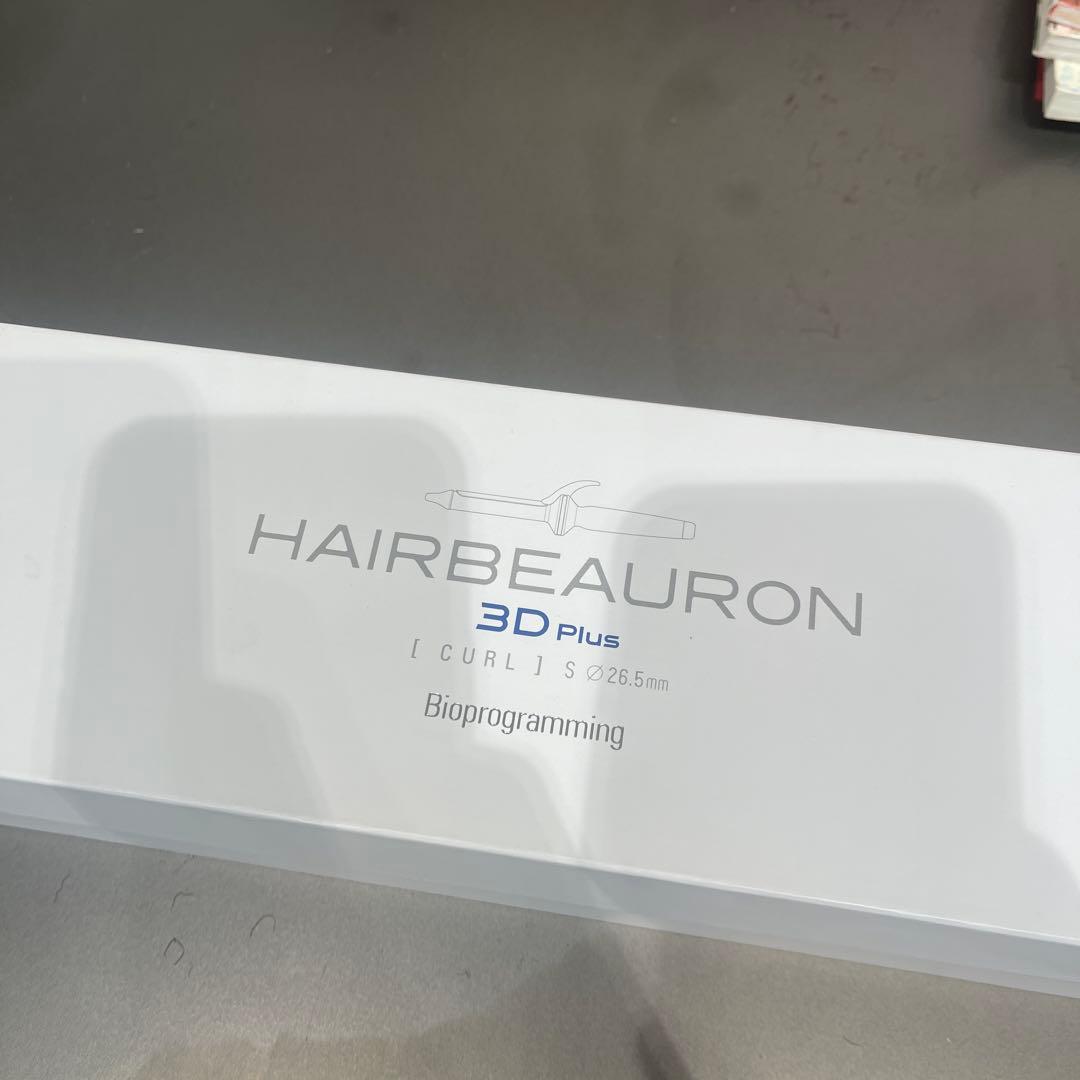 HAIRBEAURON
3D Plus
[ CURL ] S ∅26.5mm
Bioprogramming